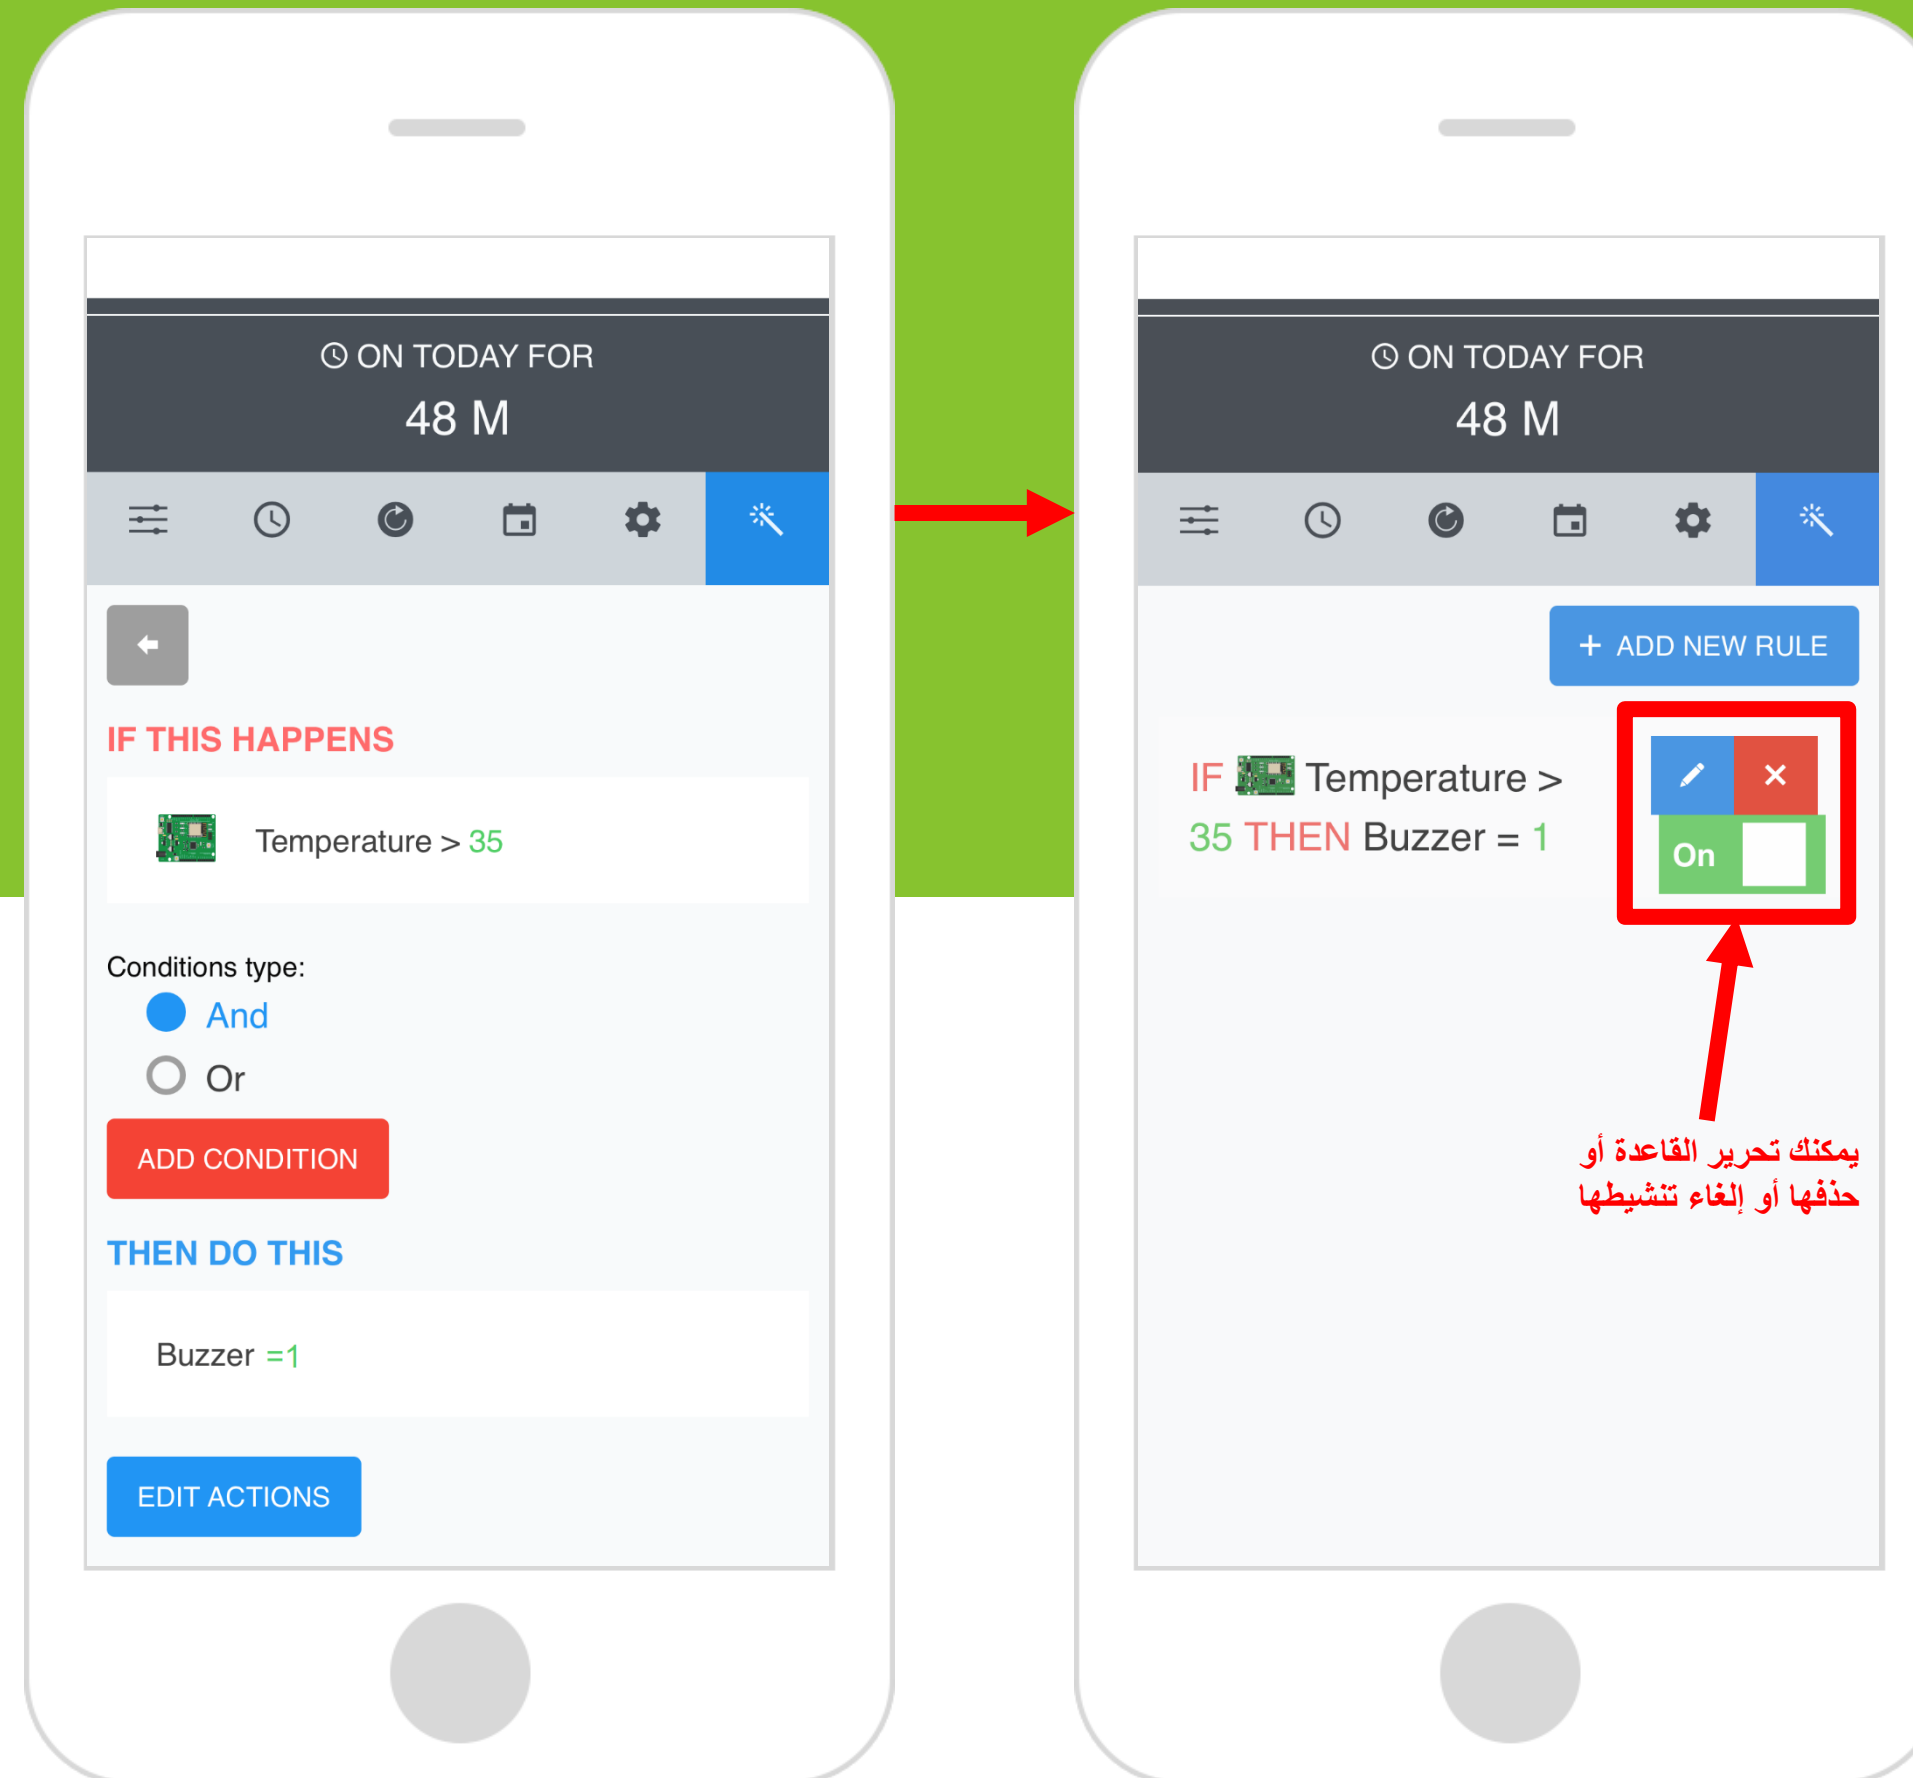 ON TODAY FOR
48 M
IF THIS HAPPENS
Temperature > 35
Conditions type:
And
Or
ADD CONDITION
THEN DO THIS
Buzzer =1
EDIT ACTIONS
ON TODAY FOR
48 M
+ ADD NEW RULE
IF Temperature >
35 THEN Buzzer = 1
On
يمكنك تحرير القاعدة أو
حذفها أو إلغاء تنشيطها